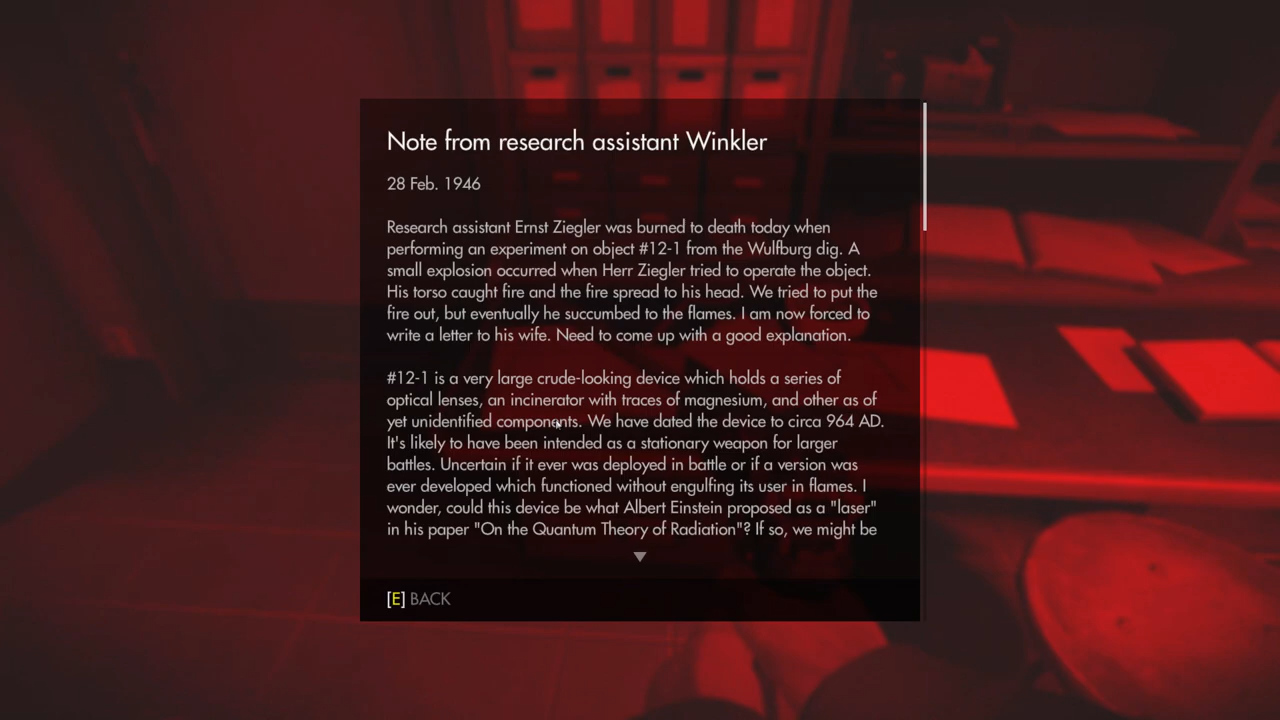 Note from research assistant Winkler
28 Feb. 1946
Research assistant Ernst Ziegler was burned to death today when
performing an experiment on object #12-1 from the Wulfburg dig. A
small explosion occurred when Herr Ziegler tried to operate the object.
His torso caught fire and the fire spread to his head. We tried to put the
fire out, but eventually he succumbed to the flames. I am now forced to
write a letter to his wife. Need to come up with a good explanation.
#12-1 is a very large crude-looking device which holds a series of
optical lenses, an incinerator with traces of magnesium, and other as of
yet unidentified components. We have dated the device to circa 964 AD.
It's likely to have been intended as a stationary weapon for larger
battles. Uncertain if it ever was deployed in battle or if a version was
ever developed which functioned without engulfing its user in flames. I
wonder, could this device be what Albert Einstein proposed as a "laser"
in his paper "On the Quantum Theory of Radiation"? If so, we might be
[E] BACK